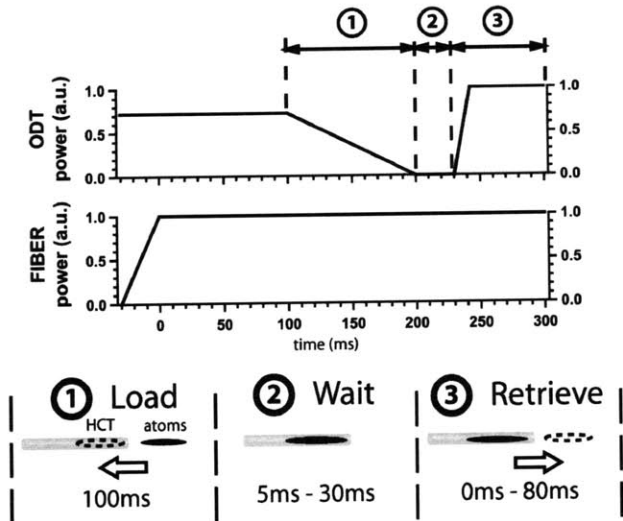 ① ② ③
ODT
power (a.u.)
1.0
0.5
0.0
1.0
0.5
0.0
FIBER
power (a.u.)
1.0
0.5
0.0
1.0
0.5
0.0
0 50 100 150 200 250 300
time (ms)
① Load
HCT atoms
100ms
② Wait
5ms - 30ms
③ Retrieve
0ms - 80ms